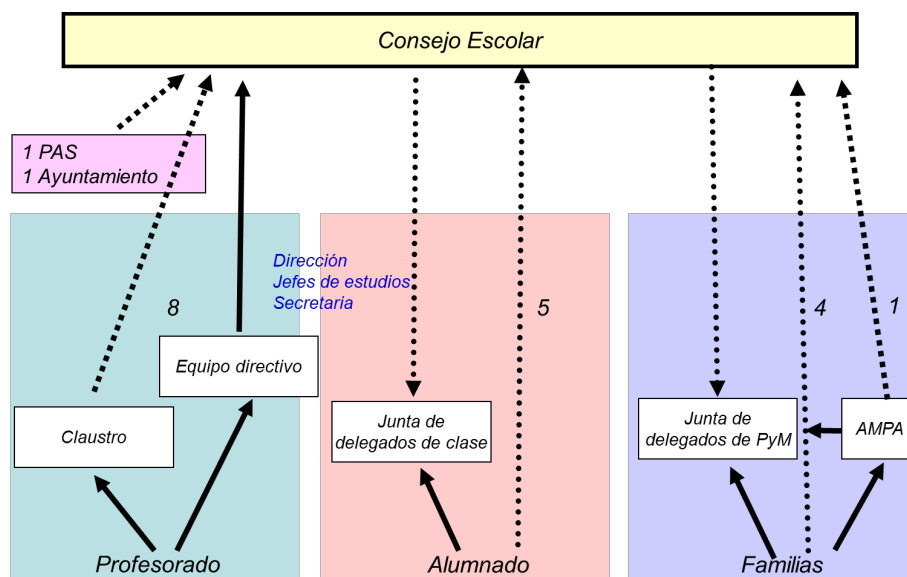 Consejo Escolar
1 PAS
1 Ayuntamiento
Dirección
Jefes de estudios
Secretaria
8
5
4
1
Equipo directivo
Claustro
Junta de
delegados de clase
Junta de
delegados de PyM
AMPA
Profesorado
Alumnado
Familias